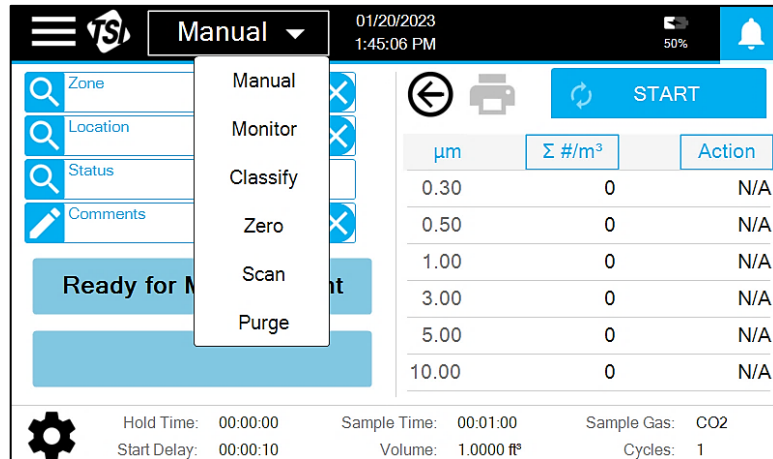 TSI Manual 01/20/2023
1:45:06 PM 50%
Manual
Monitor
Classify
Zero
Scan
Purge
Zone
Location
Status
Comments
Ready for M nt
START
µm Σ #/m³ Action
0.30 0 N/A
0.50 0 N/A
1.00 0 N/A
3.00 0 N/A
5.00 0 N/A
10.00 0 N/A
Hold Time: 00:00:00 Sample Time: 00:01:00 Sample Gas: CO2
Start Delay: 00:00:10 Volume: 1.0000 ft³ Cycles: 1